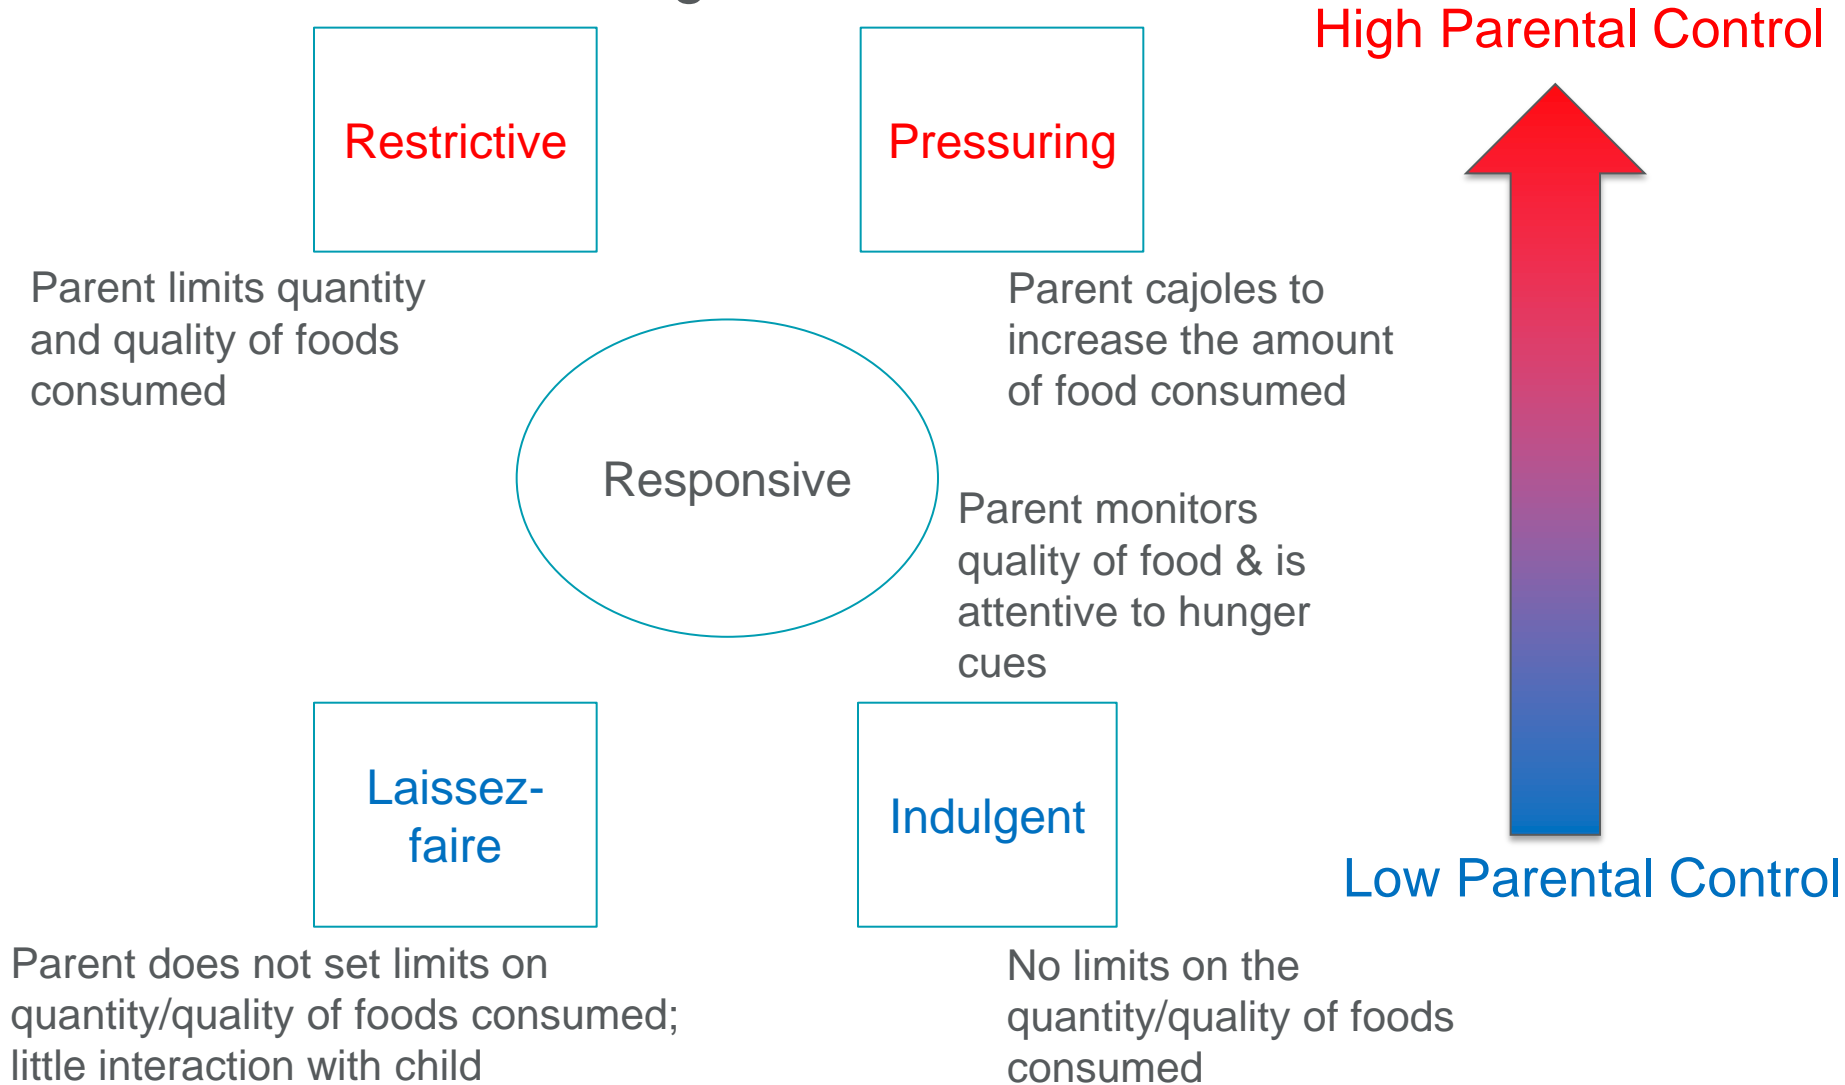 High Parental Control
Restrictive
Pressuring
Parent limits quantity
and quality of foods
consumed
Parent cajoles to
increase the amount
of food consumed
Responsive
Parent monitors
quality of food & is
attentive to hunger
cues
Laissez-
faire
Indulgent
Low Parental Control
Parent does not set limits on
quantity/quality of foods consumed;
little interaction with child
No limits on the
quantity/quality of foods
consumed